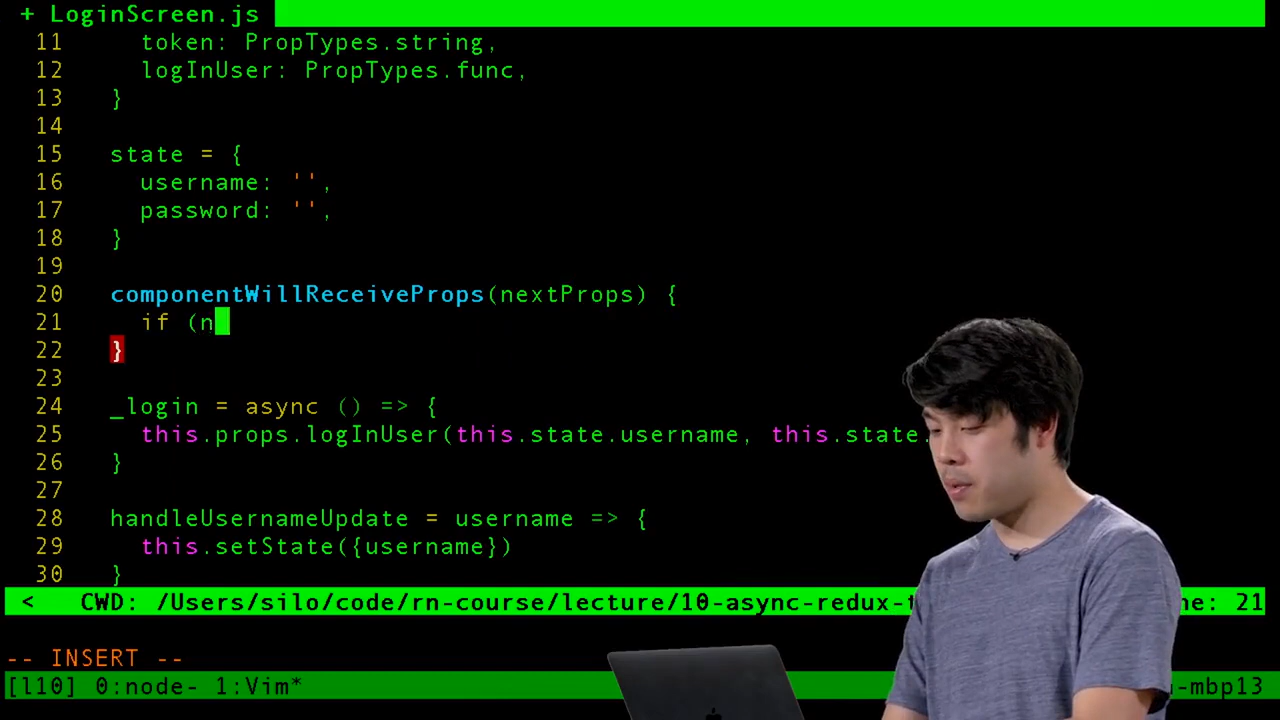 + LoginScreen.js
11 token: PropTypes.string,
12 logInUser: PropTypes.func,
13 }
14
15 state = {
16 username: '',
17 password: '',
18 }
19
20 componentWillReceiveProps(nextProps) {
21 if (n
22 }
23
24 _login = async () => {
25 this.props.logInUser(this.state.username, this.state.
26 }
27
28 handleUsernameUpdate = username => {
29 this.setState({username})
30 }
< CWD: /Users/silo/code/rn-course/lecture/10-async-redux- ne: 21
-- INSERT --
[l10] 0:node- 1:Vim* -mbp13